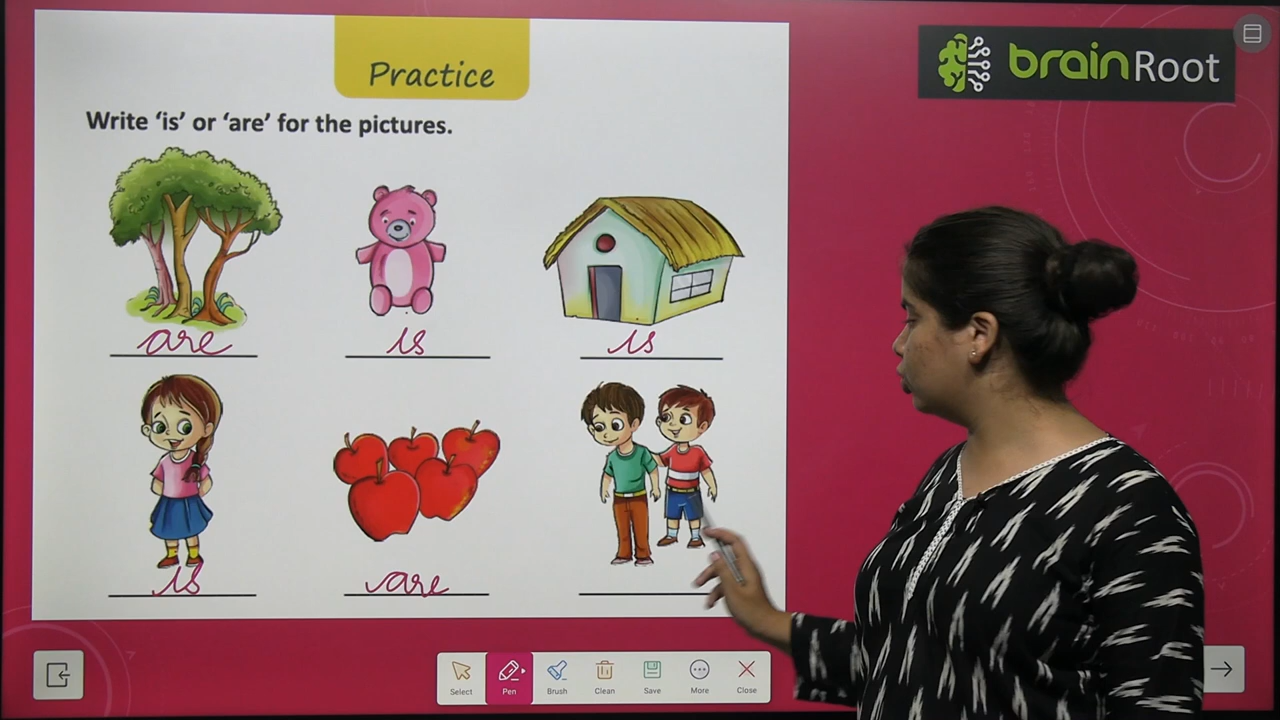 Practice
brainRoot
Write ‘is’ or ‘are’ for the pictures.
are
is
is
is
are
Select
Pen
Brush
Clean
Save
More
Close